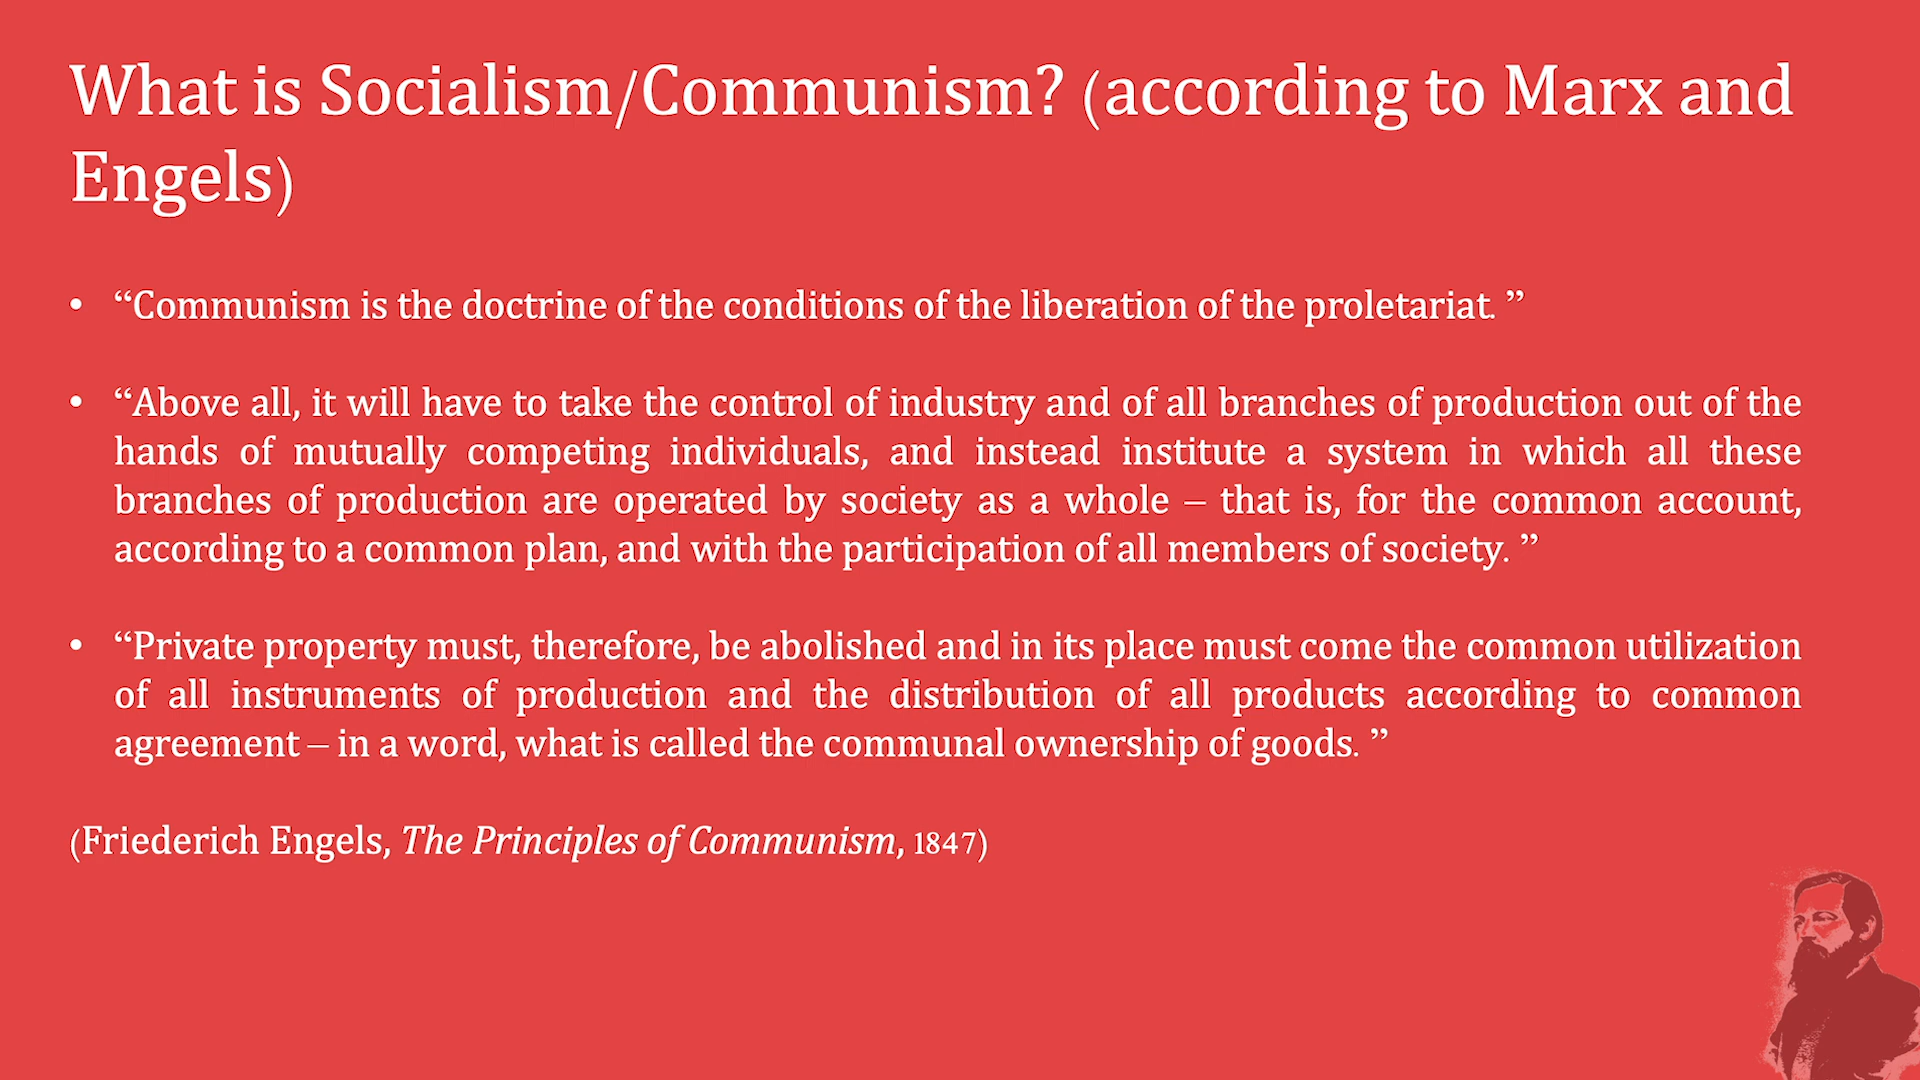 What is Socialism/Communism? (according to Marx and
Engels)
• “Communism is the doctrine of the conditions of the liberation of the proletariat. ”
• “Above all, it will have to take the control of industry and of all branches of production out of the
hands of mutually competing individuals, and instead institute a system in which all these
branches of production are operated by society as a whole – that is, for the common account,
according to a common plan, and with the participation of all members of society. ”
• “Private property must, therefore, be abolished and in its place must come the common utilization
of all instruments of production and the distribution of all products according to common
agreement – in a word, what is called the communal ownership of goods. ”
(Friederich Engels, The Principles of Communism, 1847)